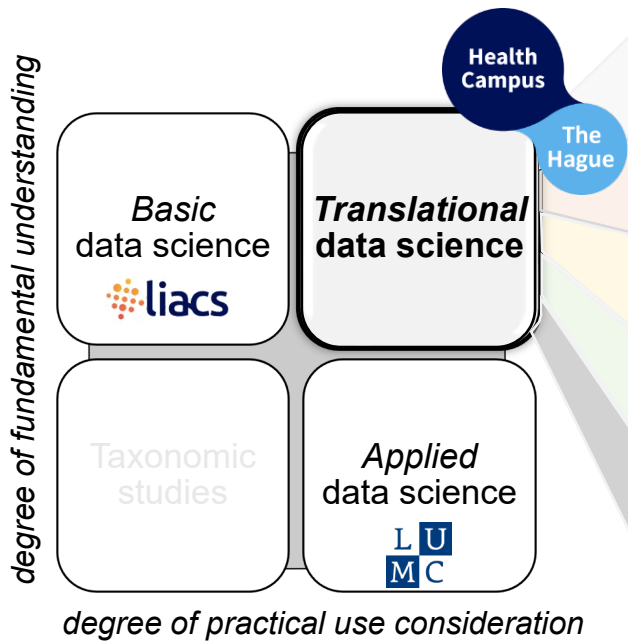 Health
Campus
The
Hague
degree of fundamental understanding
Basic
data science
liacs
Translational
data science
Taxonomic
studies
Applied
data science
L U
M C
degree of practical use consideration